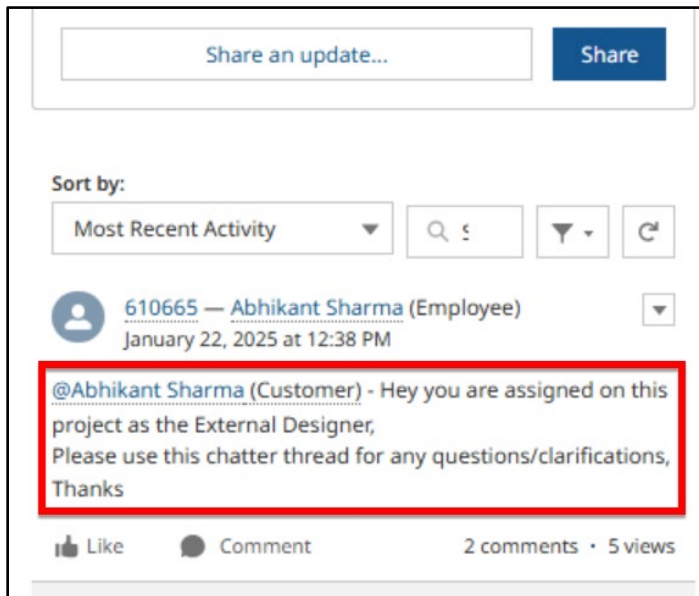 Share an update...
Share
Sort by:
Most Recent Activity
610665 — Abhikant Sharma (Employee)
January 22, 2025 at 12:38 PM
@Abhikant Sharma (Customer) - Hey you are assigned on this
project as the External Designer,
Please use this chatter thread for any questions/clarifications,
Thanks
Like
Comment
2 comments · 5 views